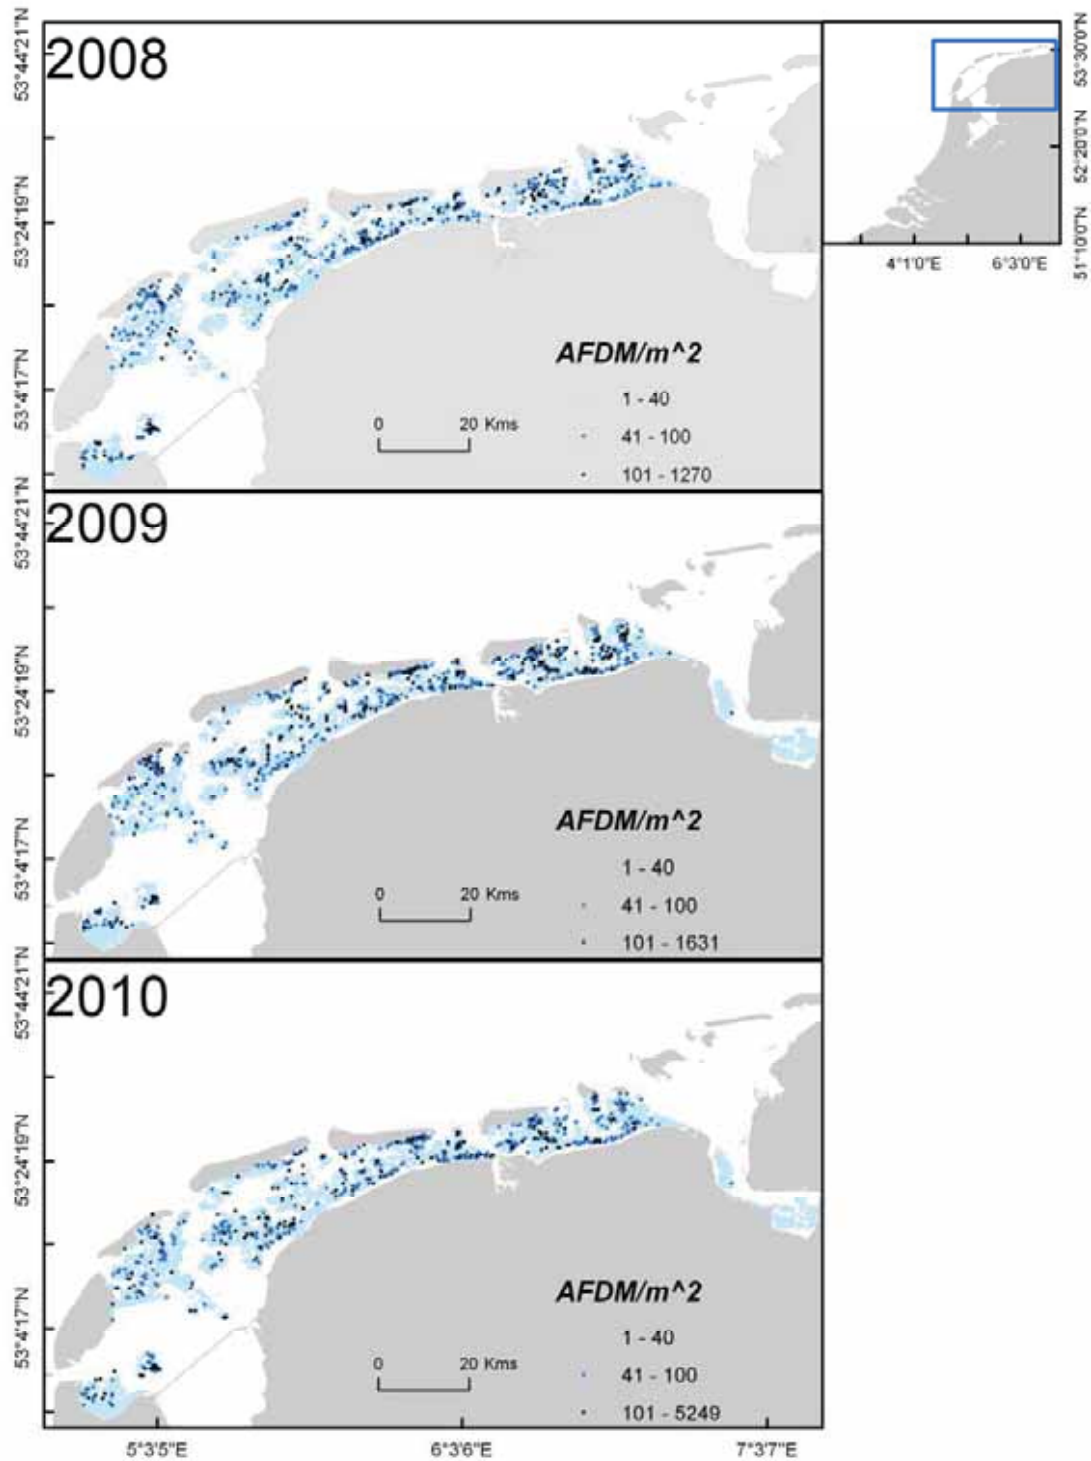 2008
53°44'21"N
53°24'19"N
53°4'17"N
AFDM/m^2
1 - 40
41 - 100
101 - 1270
0 20 Kms
53°30'0"N
52°20'0"N
51°10'0"N
4°1'0"E 6°3'0"E
2009
53°44'21"N
53°24'19"N
53°4'17"N
AFDM/m^2
1 - 40
41 - 100
101 - 1631
0 20 Kms
2010
53°44'21"N
53°24'19"N
53°4'17"N
AFDM/m^2
1 - 40
41 - 100
101 - 5249
0 20 Kms
5°3'5"E 6°3'6"E 7°3'7"E